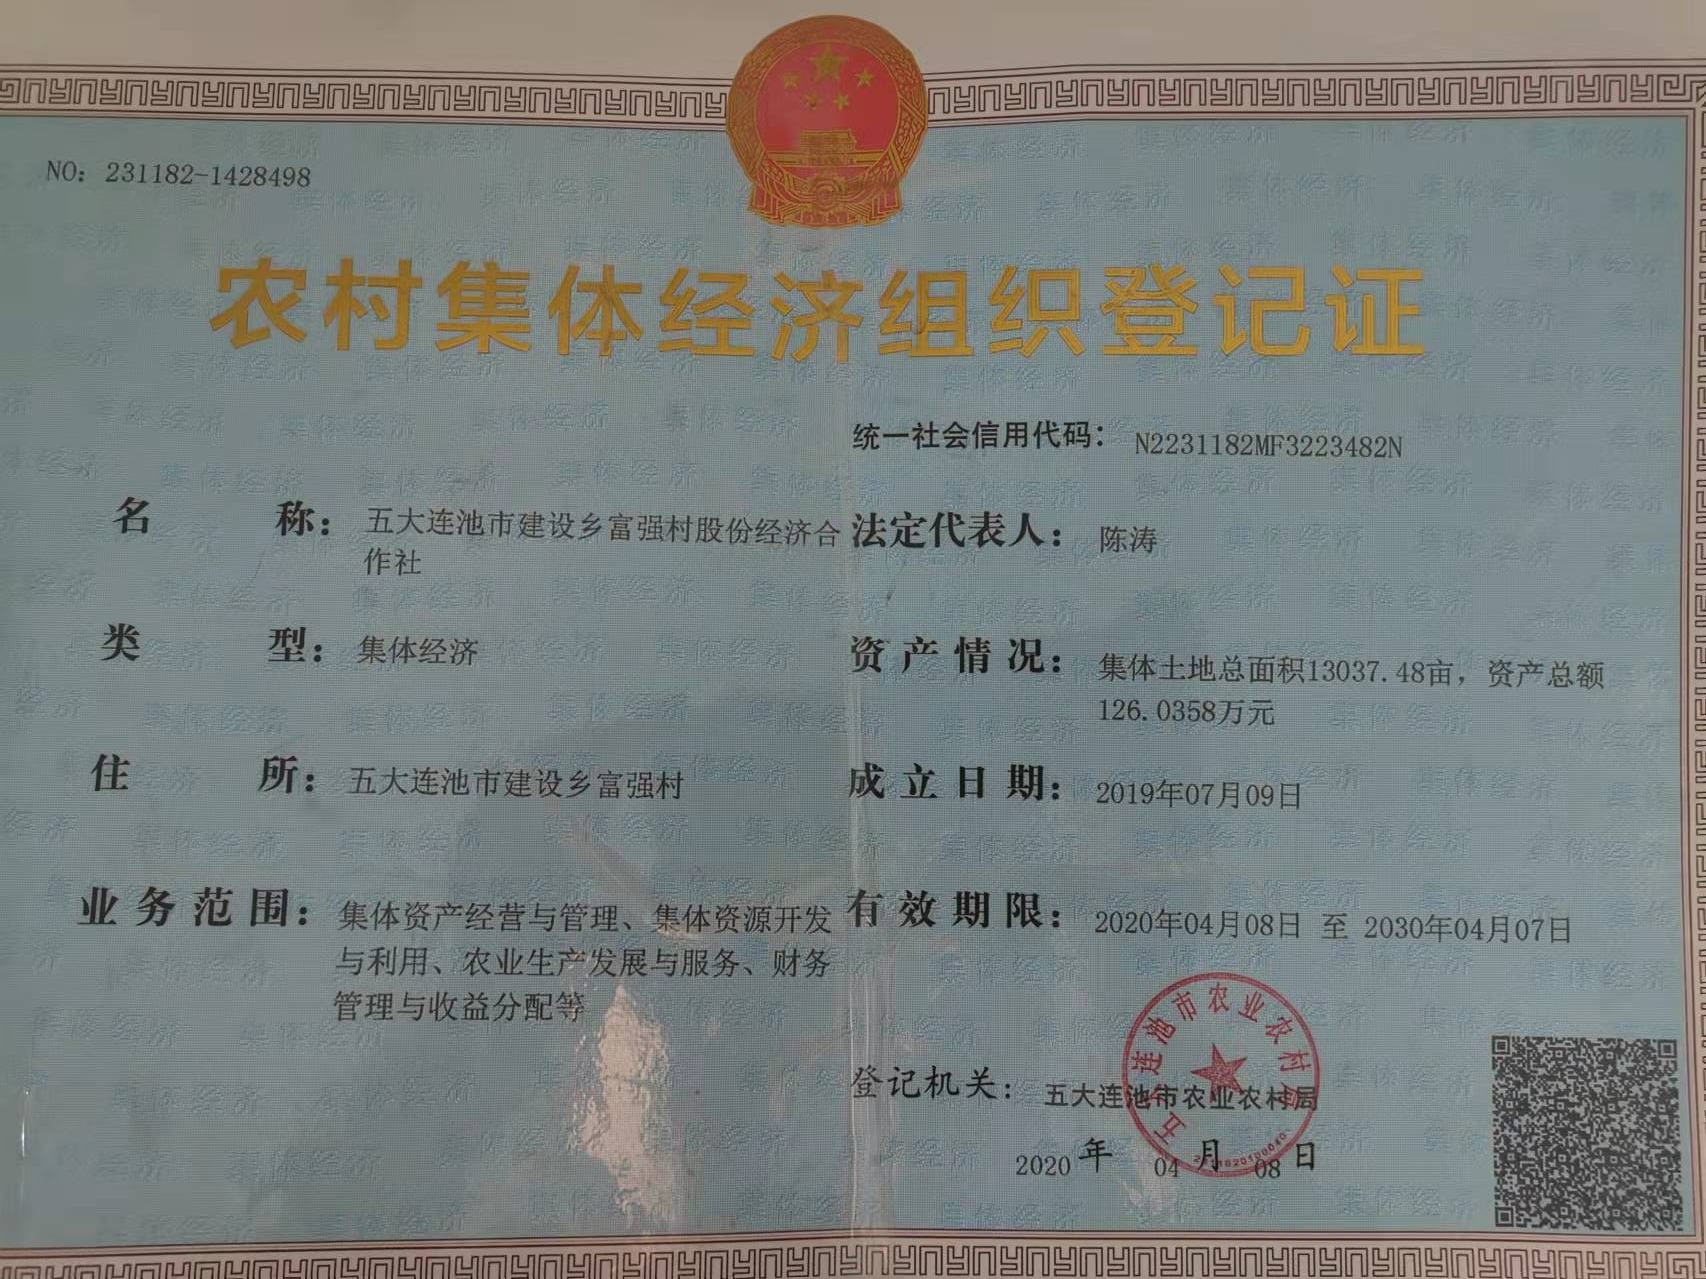 NO：231182-1428498
农村集体经济组织登记证
统一社会信用代码： N2231182MF3223482N
名 称： 五大连池市建设乡富强村股份经济合
作社
法定代表人： 陈涛
类 型： 集体经济
资产情况： 集体土地总面积13037.48亩，资产总额
126.0358万元
住 所： 五大连池市建设乡富强村
成立日期： 2019年07月09日
业务范围： 集体资产经营与管理、集体资源开发
与利用、农业生产发展与服务、财务
管理与收益分配等
有效期限： 2020年04月08日 至 2030年04月07日
登记机关： 五大连池市农业农村局
2020 年 04 月 08 日
五大连池市农业农村局
集体经济